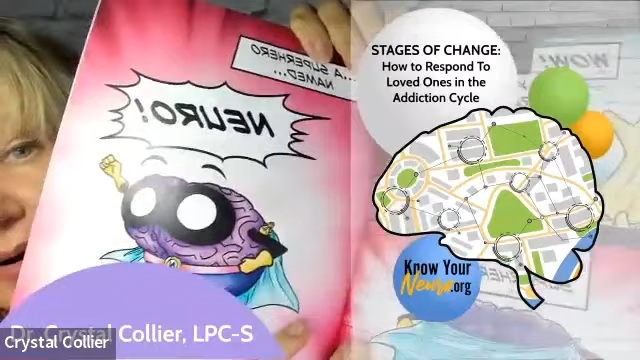 ...A SUPERHERO
NAMED...
NEURO!
STAGES OF CHANGE:
How to Respond To
Loved Ones in the
Addiction Cycle
WOW!
Know Your
Neuro.org
Dr. Crystal Collier, LPC-S
Crystal Collier